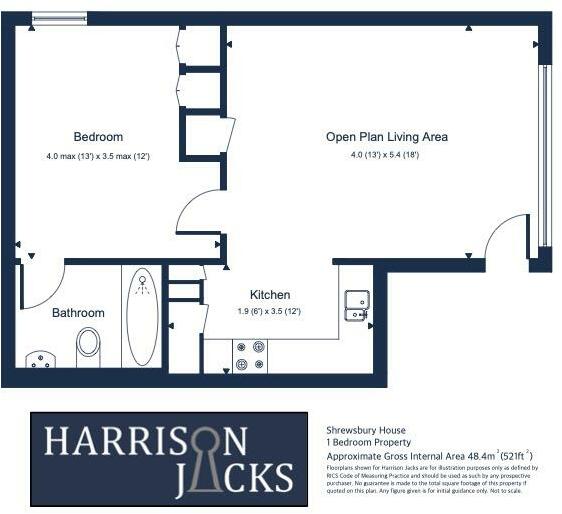 Bedroom
4.0 max (13') x 3.5 max (12')
Open Plan Living Area
4.0 (13') x 5.4 (18')
Bathroom
Kitchen
1.9 (6') x 3.5 (12')
HARRISON
JACKS
Shrewsbury House
1 Bedroom Property
Approximate Gross Internal Area 48.4m² (521ft²)
Floorplans shown for Harrison Jacks are for illustration purposes only as defined by
RICS Code of Measuring Practice and should be used as such by any prospective
purchaser. No guarantee is made to the total square footage of this property if
quoted on this plan. Any figure given is for initial guidance only. Not to scale.